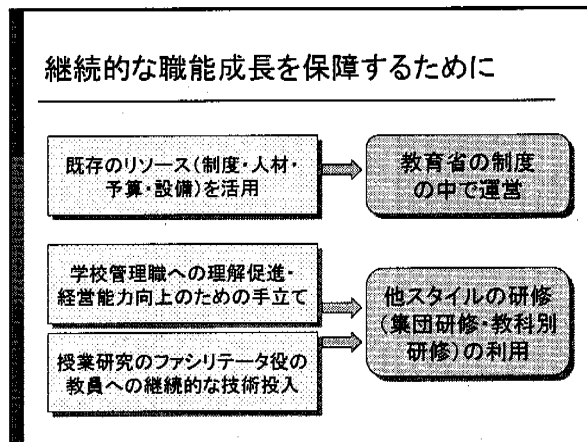 継続的な職能成長を保障するために
既存のリソース(制度・人材・
予算・設備)を活用
教育省の制度
の中で運営
学校管理職への理解促進・
経営能力向上のための手立て
授業研究のファシリテータ役の
教員への継続的な技術投入
他スタイルの研修
(集団研修・教科別
研修)の利用